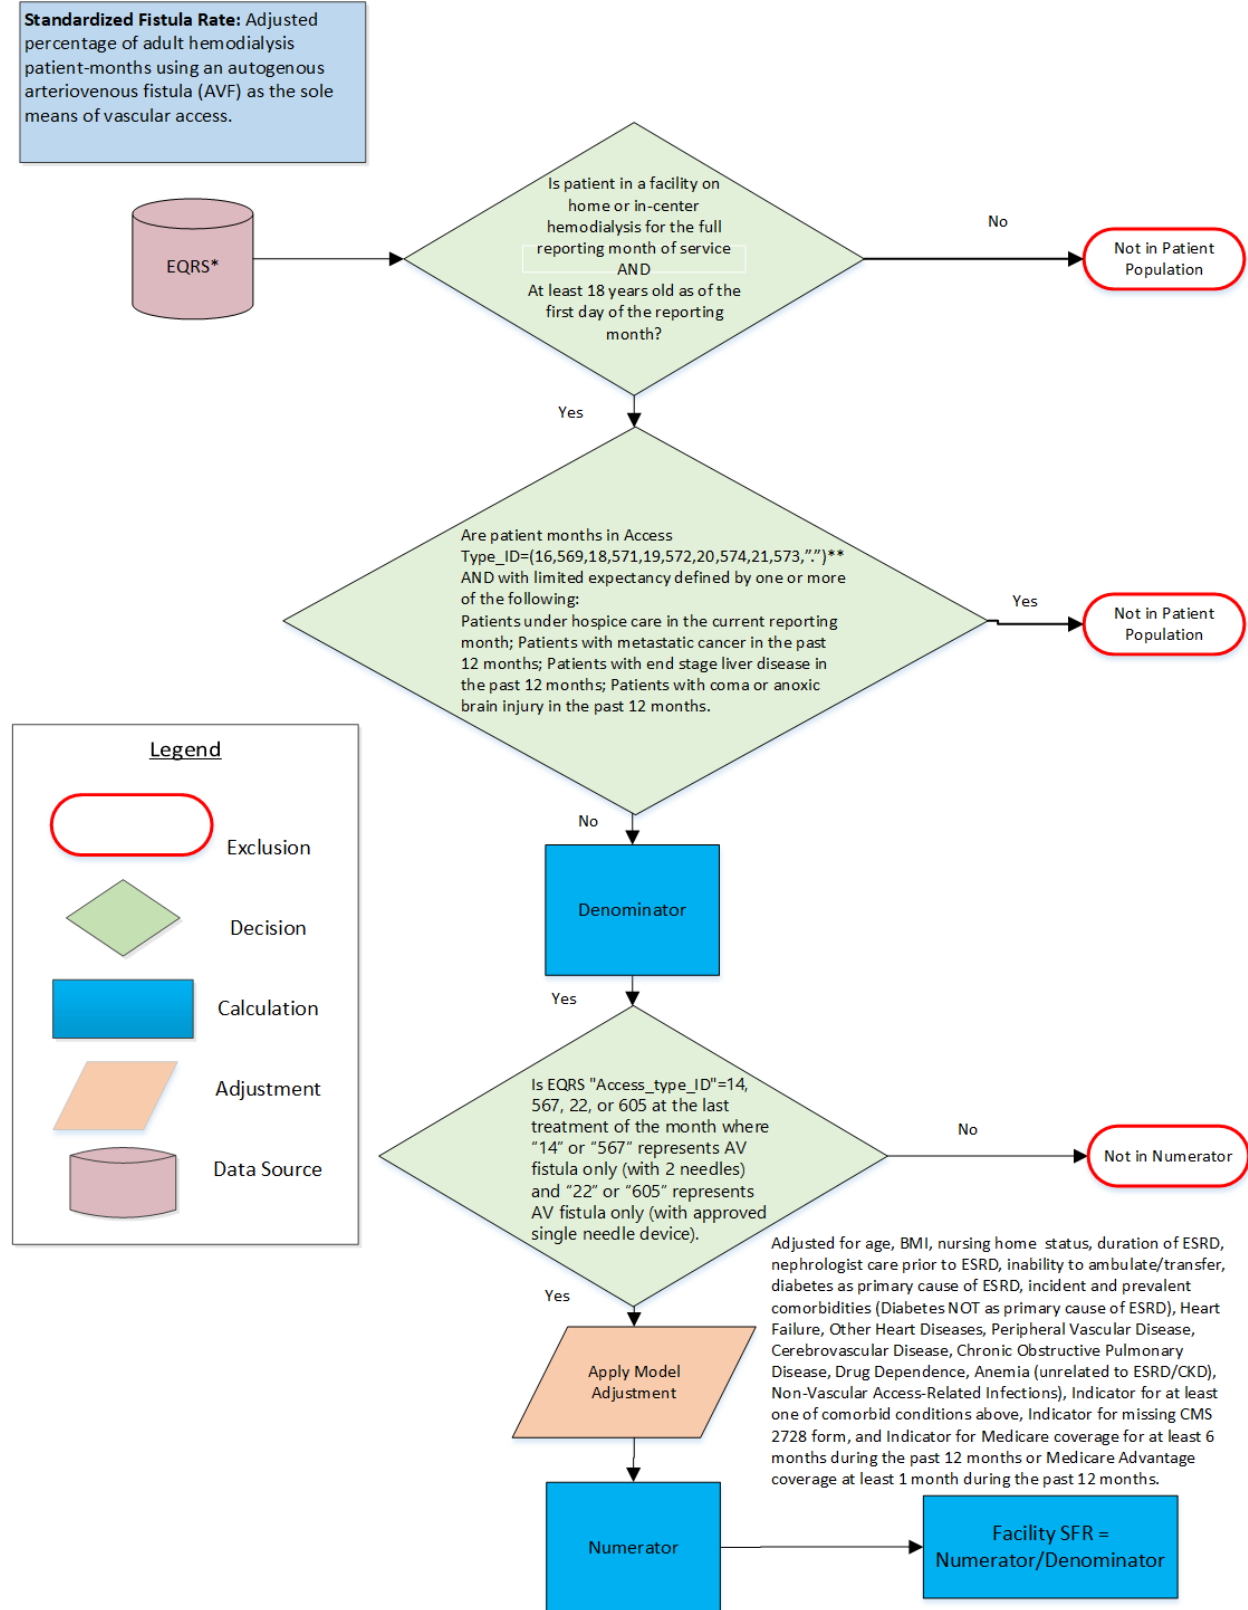 Standardized Fistula Rate: Adjusted
percentage of adult hemodialysis
patient-months using an autogenous
arteriovenous fistula (AVF) as the sole
means of vascular access.
EQRS*
Is patient in a facility on
home or in-center
hemodialysis for the full
reporting month of service
AND
At least 18 years old as of the
first day of the reporting
month?
No
Not in Patient
Population
Yes
Are patient months in Access
Type_ID=(16,569,18,571,19,572,20,574,21,573,".")**
AND with limited expectancy defined by one or more
of the following:
Patients under hospice care in the current reporting
month; Patients with metastatic cancer in the past
12 months; Patients with end stage liver disease in
the past 12 months; Patients with coma or anoxic
brain injury in the past 12 months.
Yes
Not in Patient
Population
No
Denominator
Yes
Legend
Exclusion
Decision
Calculation
Adjustment
Data Source
Is EQRS "Access_type_ID"=14,
567, 22, or 605 at the last
treatment of the month where
“14” or “567” represents AV
fistula only (with 2 needles)
and “22” or “605” represents
AV fistula only (with approved
single needle device).
No
Not in Numerator
Yes
Apply Model
Adjustment
Adjusted for age, BMI, nursing home status, duration of ESRD,
nephrologist care prior to ESRD, inability to ambulate/transfer,
diabetes as primary cause of ESRD, incident and prevalent
comorbidities (Diabetes NOT as primary cause of ESRD), Heart
Failure, Other Heart Diseases, Peripheral Vascular Disease,
Cerebrovascular Disease, Chronic Obstructive Pulmonary
Disease, Drug Dependence, Anemia (unrelated to ESRD/CKD),
Non-Vascular Access-Related Infections), Indicator for at least
one of comorbid conditions above, Indicator for missing CMS
2728 form, and Indicator for Medicare coverage for at least 6
months during the past 12 months or Medicare Advantage
coverage at least 1 month during the past 12 months.
Numerator
Facility SFR =
Numerator/Denominator